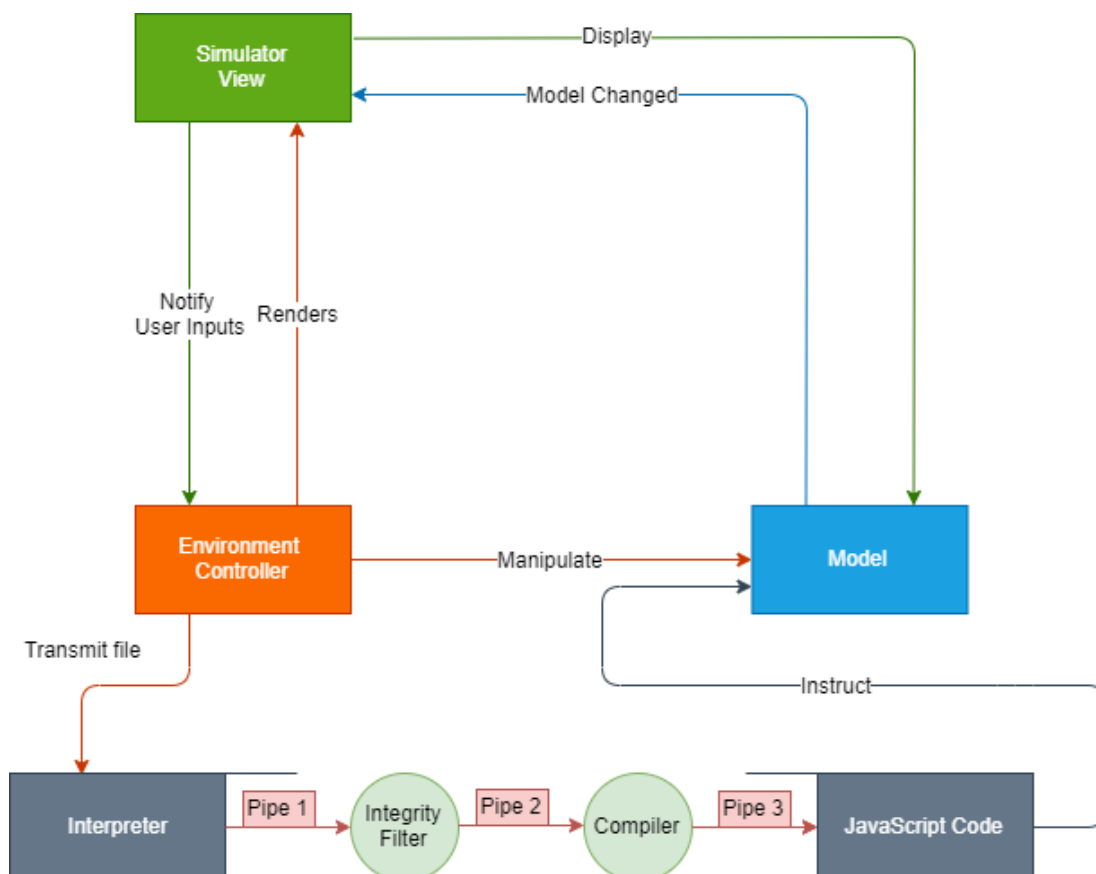 Simulator
View
Display
Model Changed
Notify
User Inputs
Renders
Environment
Controller
Manipulate
Model
Transmit file
Instruct
Interpreter
Pipe 1
Integrity
Filter
Pipe 2
Compiler
Pipe 3
JavaScript Code